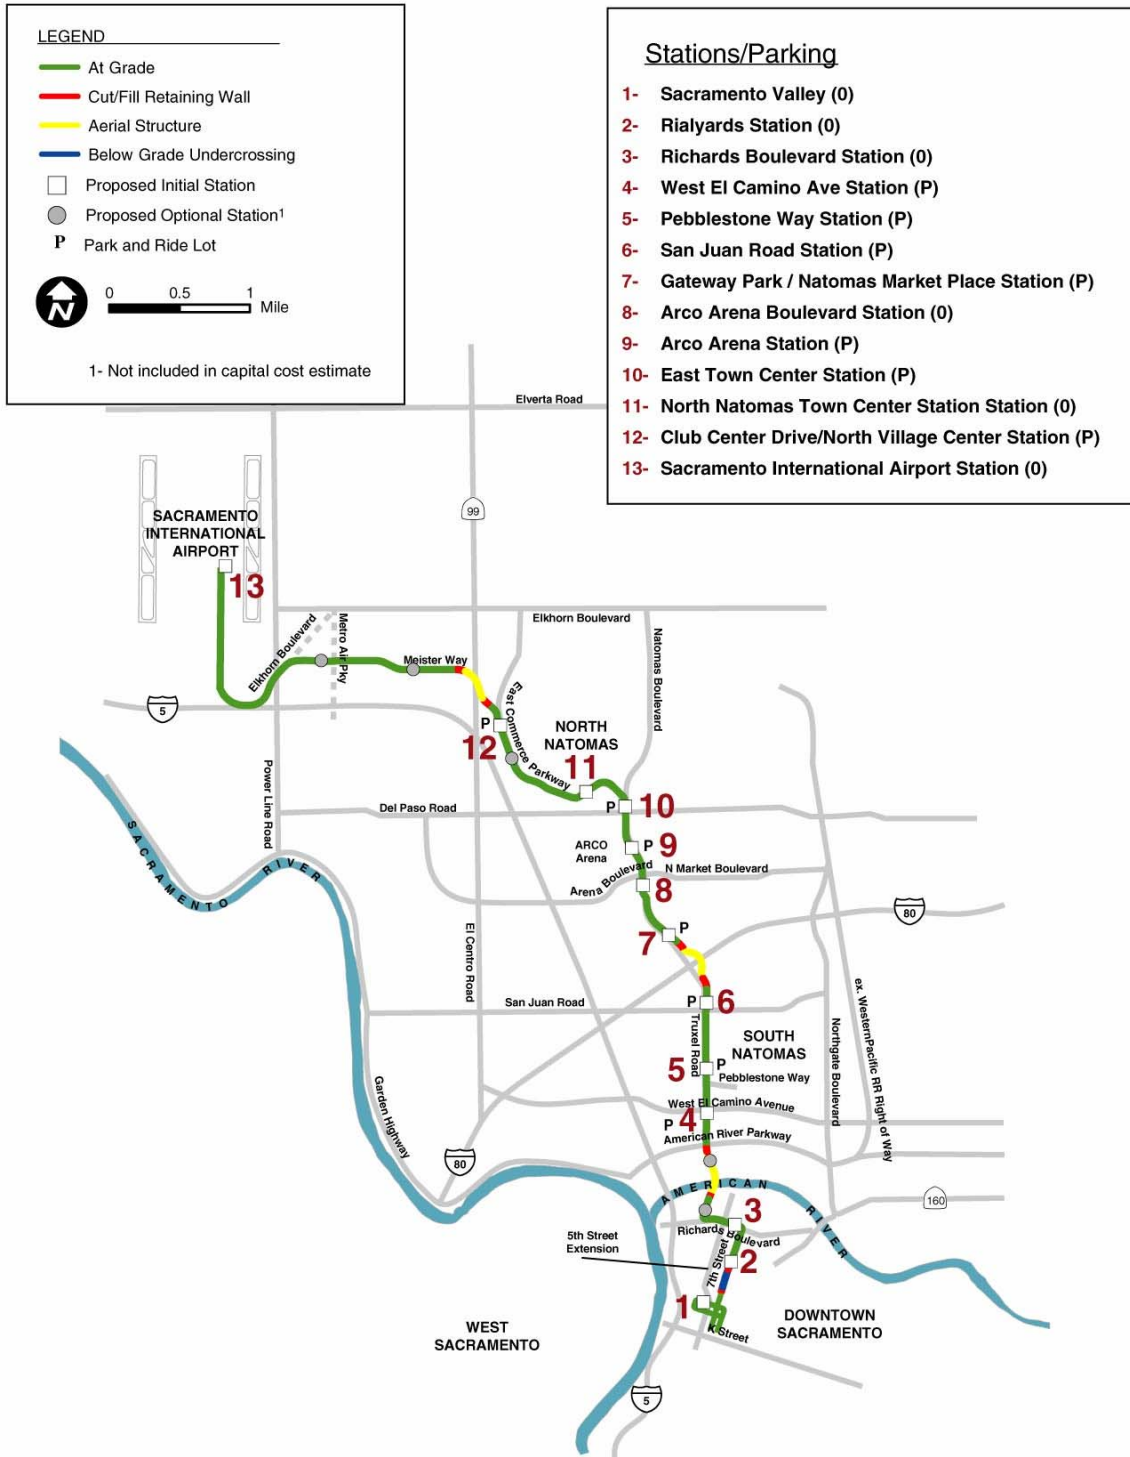 LEGEND
At Grade
Cut/Fill Retaining Wall
Aerial Structure
Below Grade Undercrossing
Proposed Initial Station
Proposed Optional Station¹
P Park and Ride Lot
N
0 0.5 1
Mile
1- Not included in capital cost estimate
Stations/Parking
1- Sacramento Valley (0)
2- Rialyards Station (0)
3- Richards Boulevard Station (0)
4- West El Camino Ave Station (P)
5- Pebblestone Way Station (P)
6- San Juan Road Station (P)
7- Gateway Park / Natomas Market Place Station (P)
8- Arco Arena Boulevard Station (0)
9- Arco Arena Station (P)
10- East Town Center Station (P)
11- North Natomas Town Center Station Station (0)
12- Club Center Drive/North Village Center Station (P)
13- Sacramento International Airport Station (0)
Elverta Road
99
SACRAMENTO
INTERNATIONAL
AIRPORT
13
Elkhorn Boulevard
Elkhorn Boulevard
Metro Air Pky
Natomas Boulevard
Meister Way
5
East Commerce Parkway
P
12
NORTH
NATOMAS
11
Power Line Road
Del Paso Road
P
10
ARCO
Arena
P
9
N Market Boulevard
Arena Boulevard
8
SACRAMENTO RIVER
80
7
P
El Centro Road
San Juan Road
P
6
ex. WesternPacific RR Right of Way
Truxel Road
Northgate Boulevard
SOUTH
NATOMAS
5
P
Pebblestone Way
Garden Highway
West El Camino Avenue
P
4
American River Parkway
80
AMERICAN RIVER
160
3
Richards Boulevard
5th Street
Extension
7th Street
2
1
K Street
DOWNTOWN
SACRAMENTO
WEST
SACRAMENTO
5